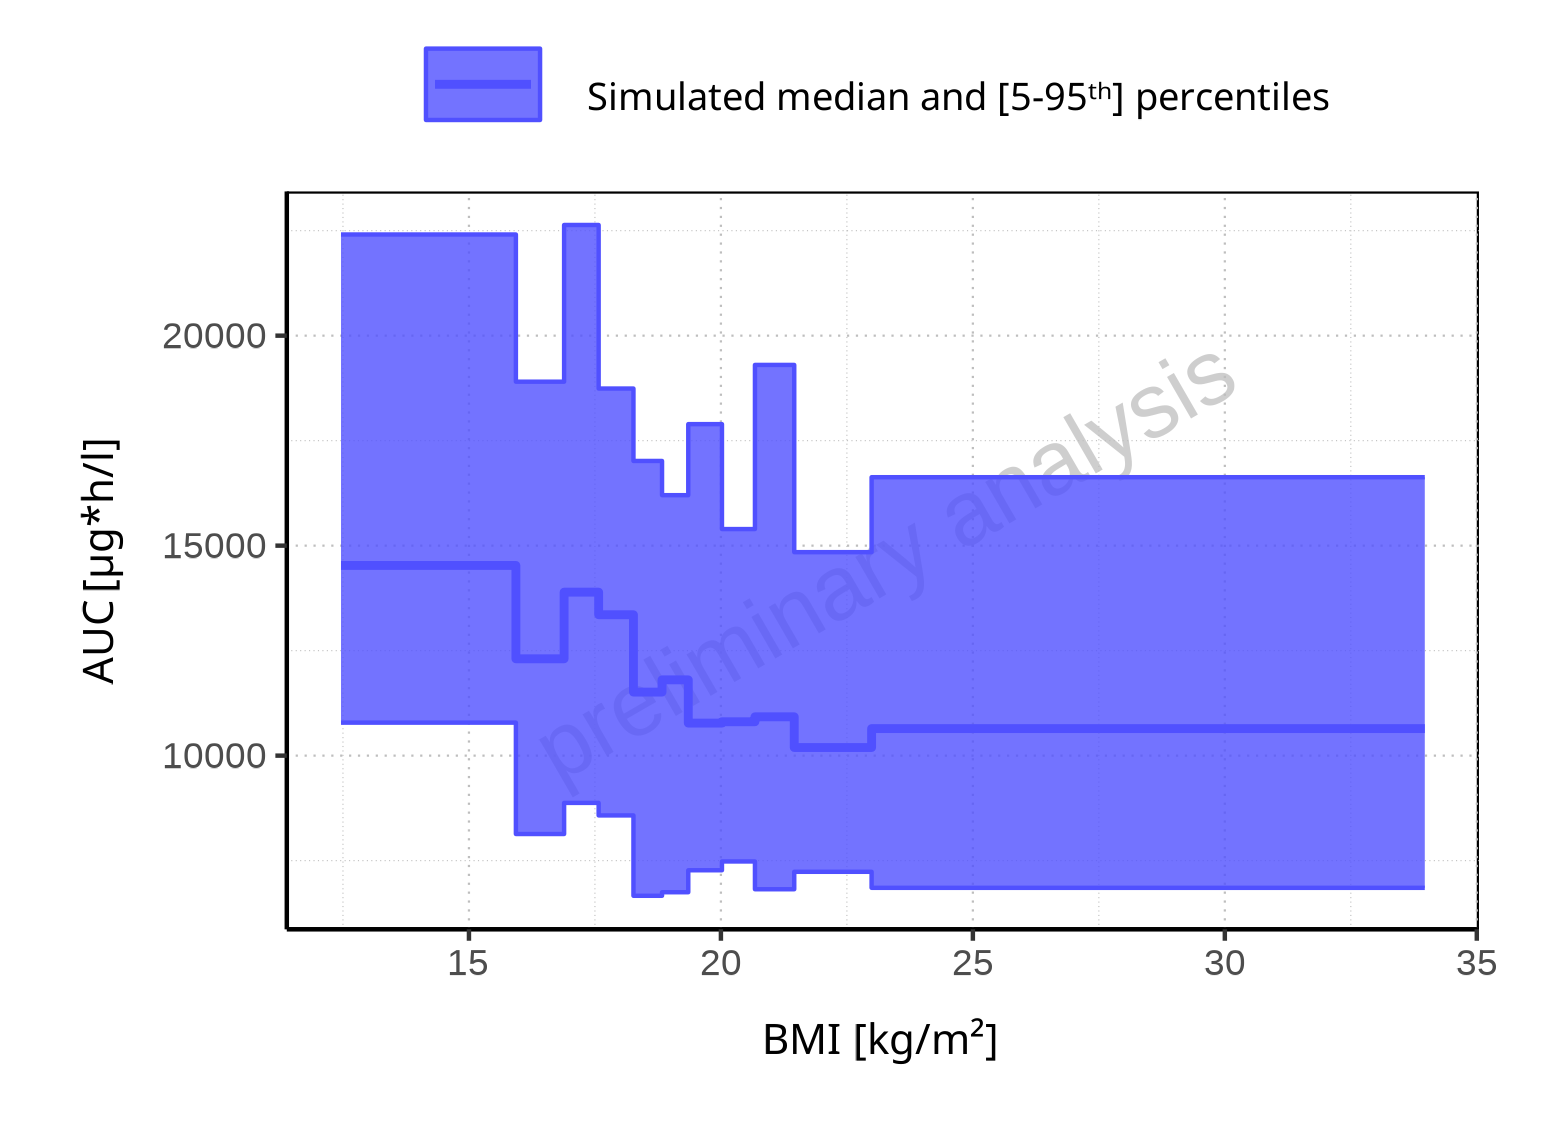 Simulated median and [5-95ᵗʰ] percentiles
AUC [µg*h/l]
20000
15000
10000
preliminary analysis
15 20 25 30 35
BMI [kg/m²]